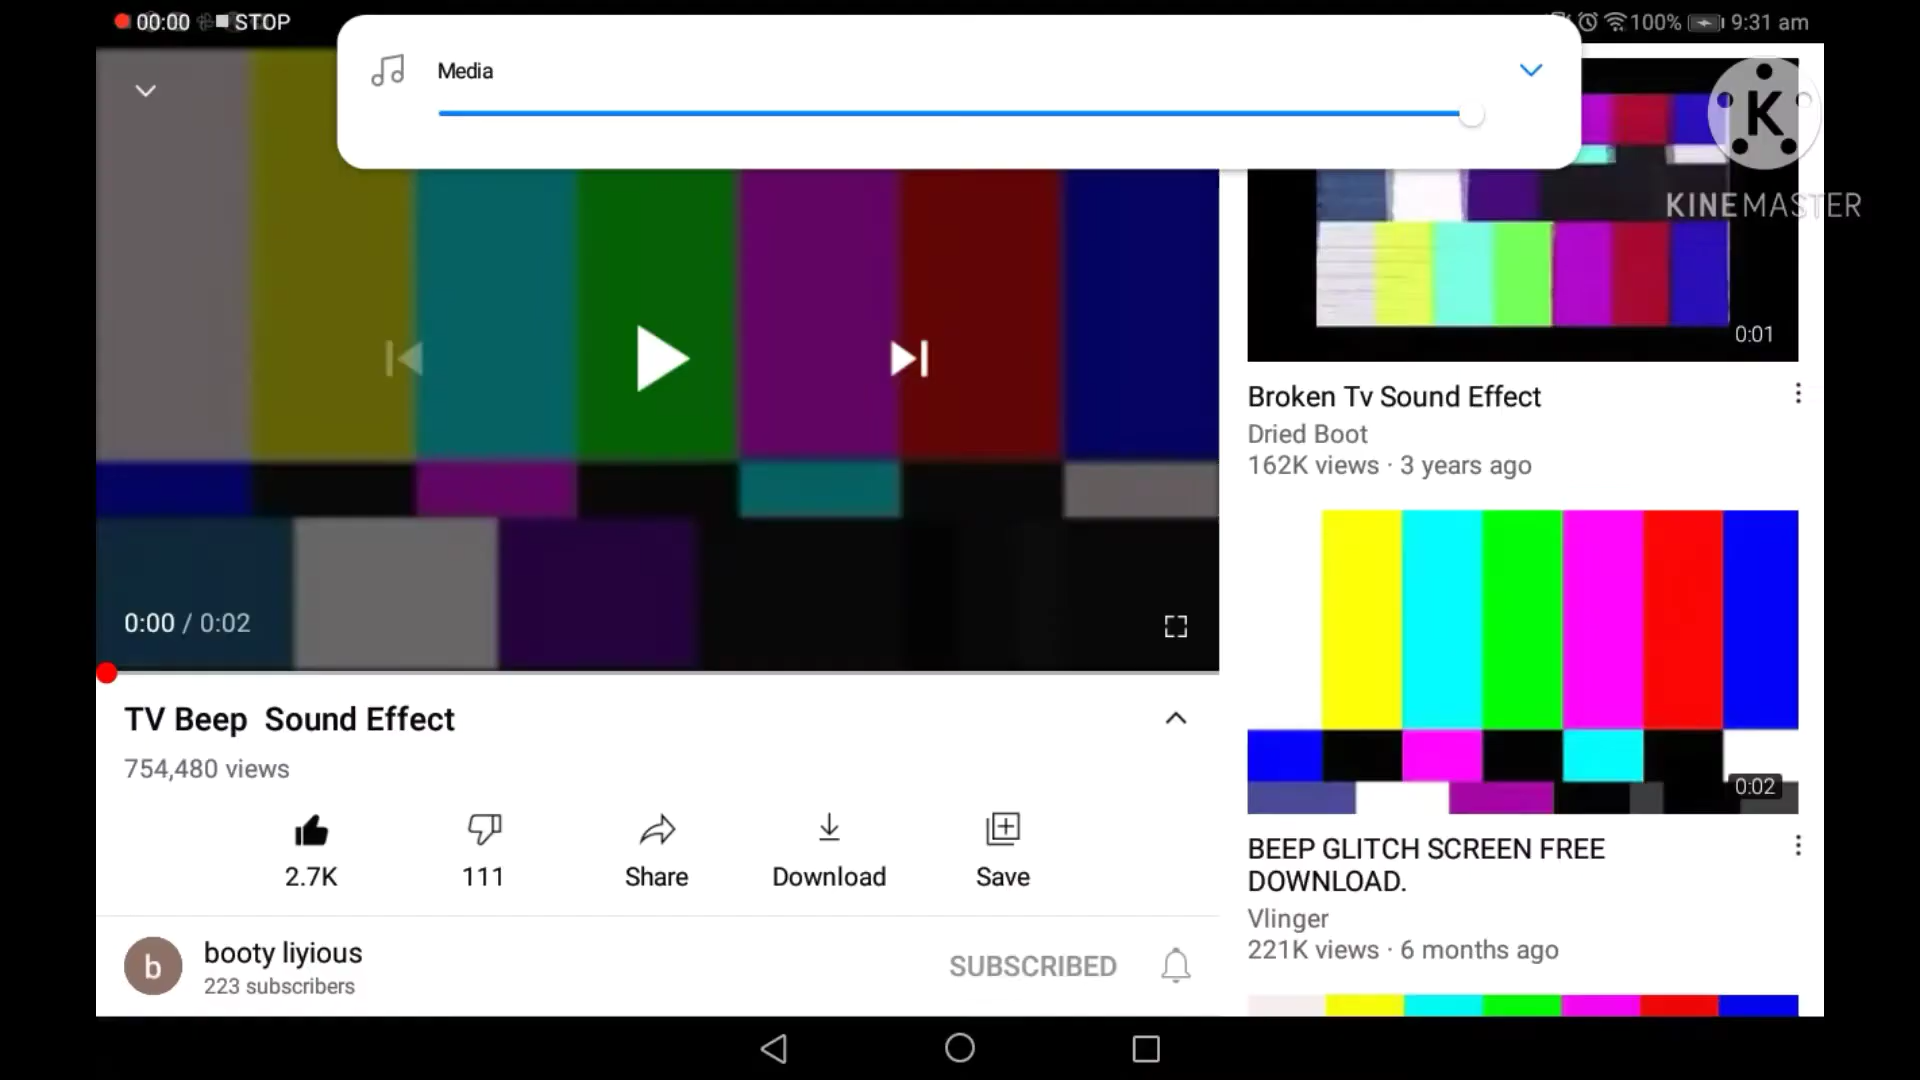 00:00 STOP
100% 9:31 am
Media
K
KINEMASTER
0:01
0:00 / 0:02
TV Beep  Sound Effect
754,480 views
2.7K
111
Share
Download
Save
b
booty liyious
223 subscribers
SUBSCRIBED
Broken Tv Sound Effect
Dried Boot
162K views · 3 years ago
0:02
BEEP GLITCH SCREEN FREE
DOWNLOAD.
Vlinger
221K views · 6 months ago